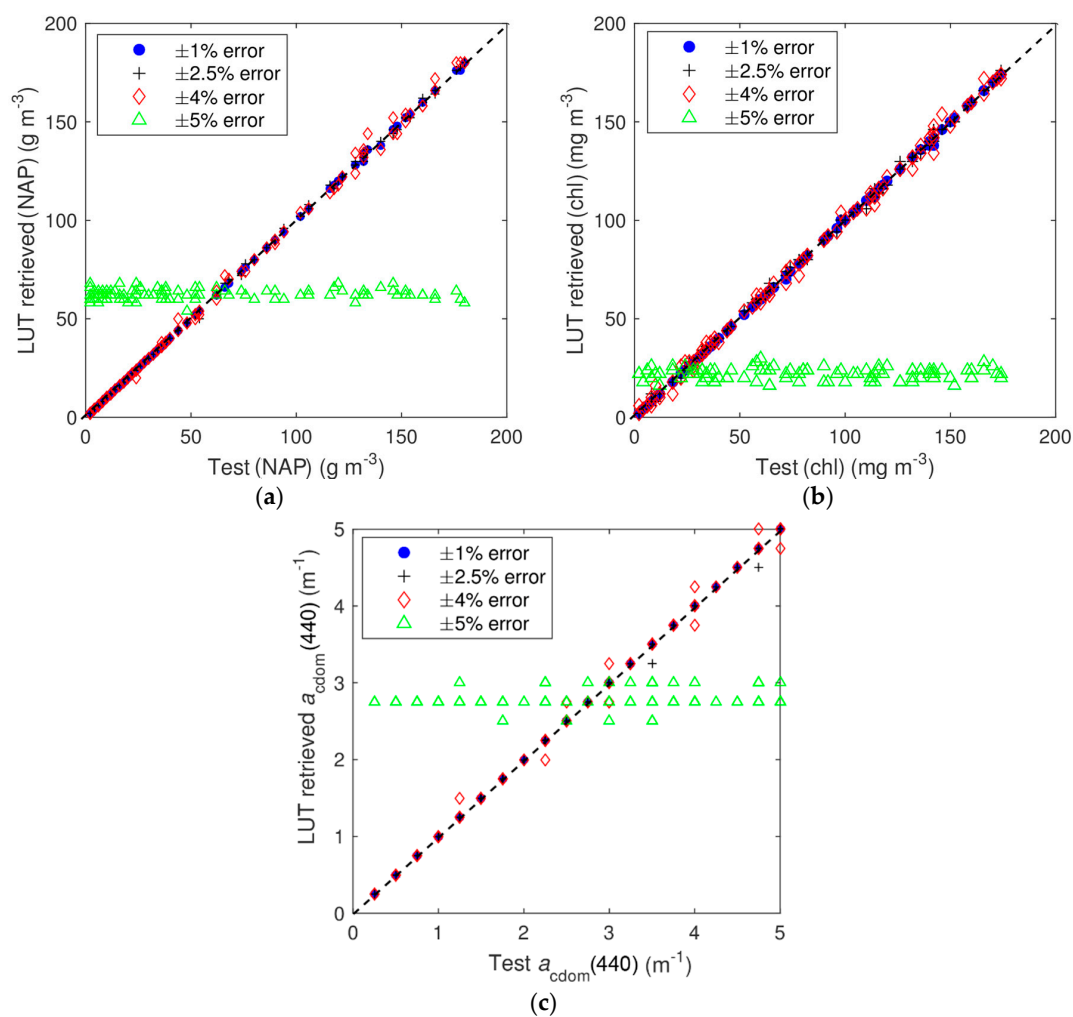 200
150
100
50
0
LUT retrieved (NAP) (g m⁻³)
±1% error
±2.5% error
±4% error
±5% error
0 50 100 150 200
Test (NAP) (g m⁻³)
(a)
200
150
100
50
0
LUT retrieved (chl) (mg m⁻³)
±1% error
±2.5% error
±4% error
±5% error
0 50 100 150 200
Test (chl) (mg m⁻³)
(b)
5
4
3
2
1
0
LUT retrieved a_cdom(440) (m⁻¹)
±1% error
±2.5% error
±4% error
±5% error
0 1 2 3 4 5
Test a_cdom(440) (m⁻¹)
(c)